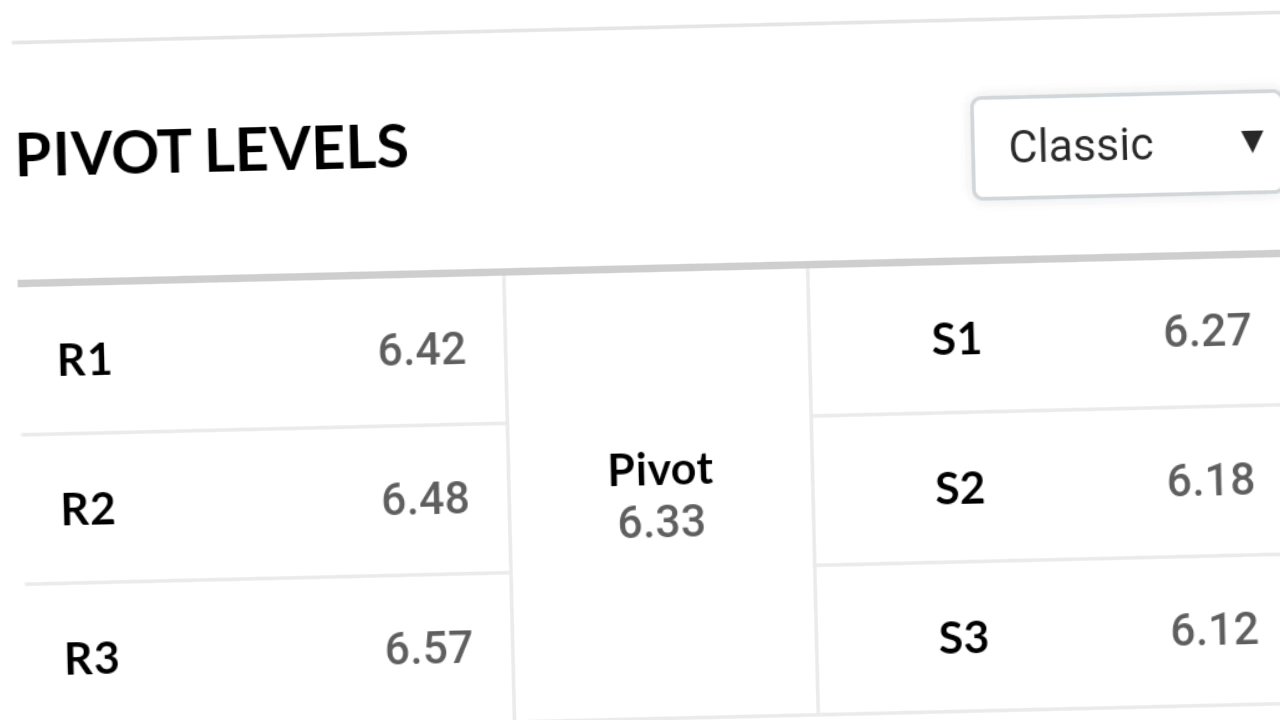 PIVOT LEVELS
Classic ▼
R1 6.42
R2 6.48
R3 6.57
Pivot
6.33
S1 6.27
S2 6.18
S3 6.12